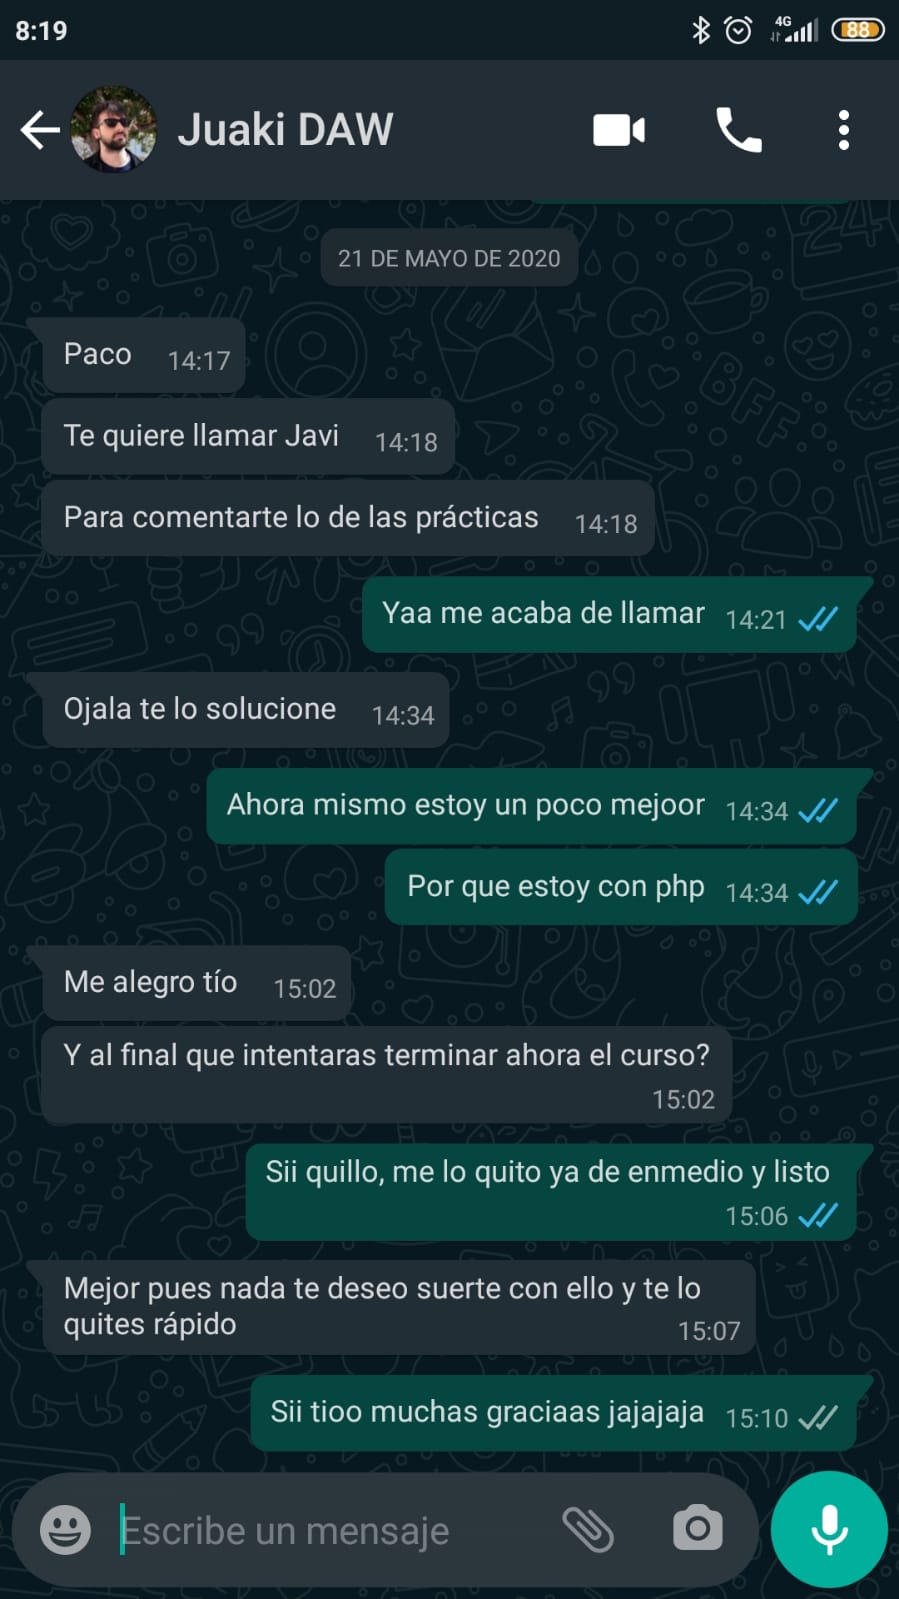 8:19
4G
88
Juaki DAW
21 DE MAYO DE 2020
Paco 14:17
Te quiere llamar Javi 14:18
Para comentarte lo de las prácticas 14:18
Yaa me acaba de llamar 14:21
Ojala te lo solucione 14:34
Ahora mismo estoy un poco mejoor 14:34
Por que estoy con php 14:34
Me alegro tío 15:02
Y al final que intentaras terminar ahora el curso?
15:02
Sii quillo, me lo quito ya de enmedio y listo
15:06
Mejor pues nada te deseo suerte con ello y te lo
quites rápido 15:07
Sii tioo muchas graciaas jajajaja 15:10
Escribe un mensaje